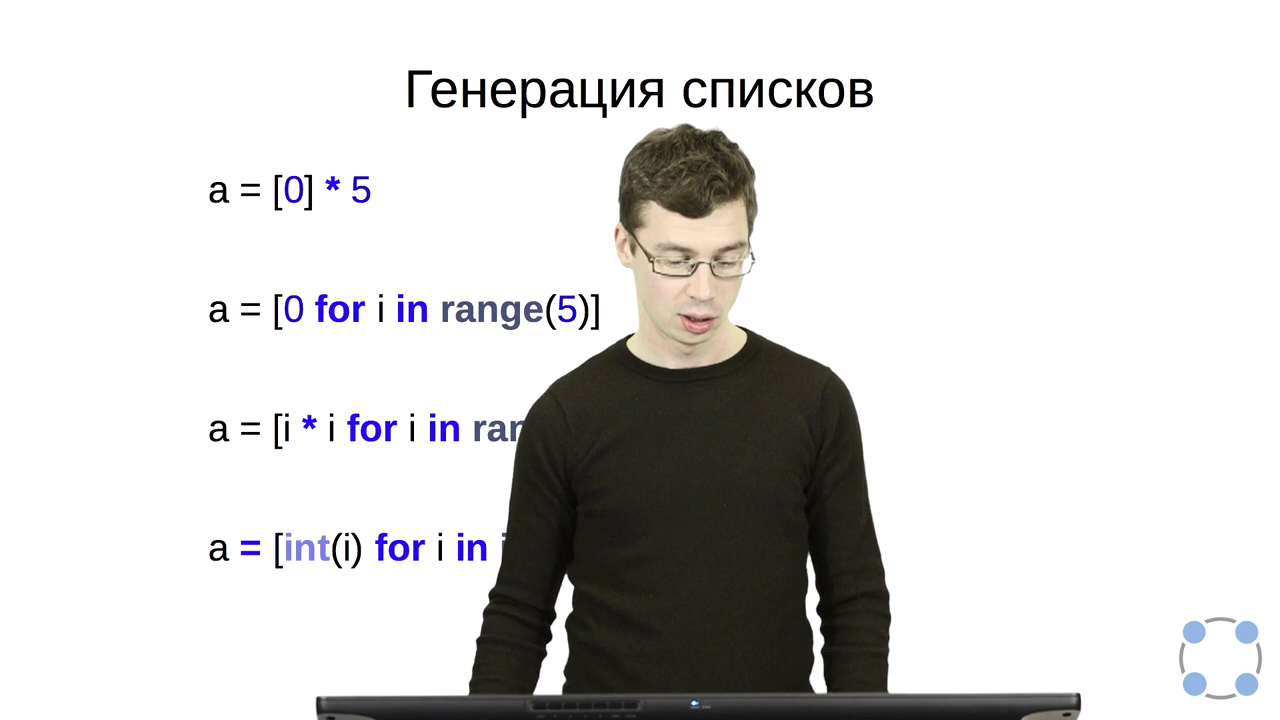 Генерация списков
a = [0] * 5
a = [0 for i in range(5)]
a = [i * i for i in
a = [int(i) for i in